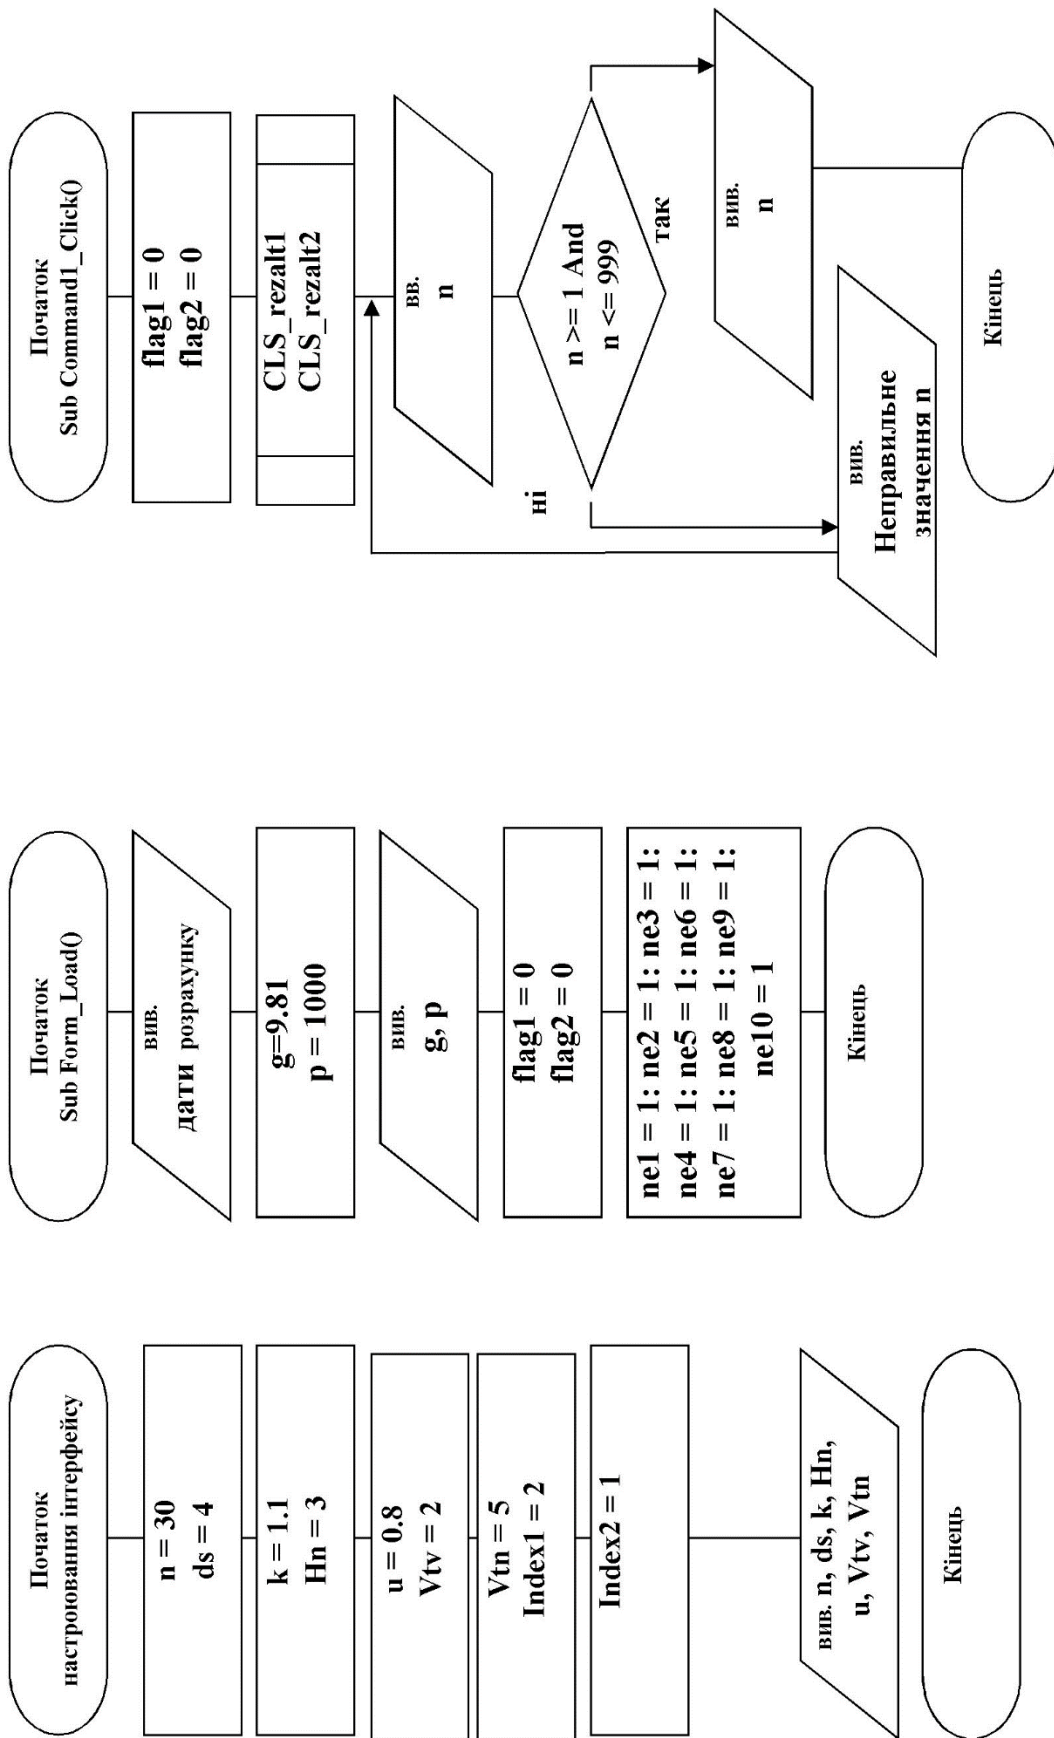 Початок
настроювання інтерфейсу
n = 30
ds = 4
k = 1.1
Hn = 3
u = 0.8
Vtv = 2
Vtn = 5
Index1 = 2
Index2 = 1
вив. n, ds, k, Hn,
u, Vtv, Vtn
Кінець
Початок
Sub Form_Load()
вив.
дати розрахунку
g=9.81
p = 1000
вив.
g, p
flag1 = 0
flag2 = 0
ne1 = 1: ne2 = 1: ne3 = 1:
ne4 = 1: ne5 = 1: ne6 = 1:
ne7 = 1: ne8 = 1: ne9 = 1:
ne10 = 1
Кінець
Початок
Sub Command1_Click()
flag1 = 0
flag2 = 0
CLS_rezalt1
CLS_rezalt2
вв.
n
n >= 1 And
n <= 999
ні
так
вив.
Неправильне
значення n
вив.
n
Кінець